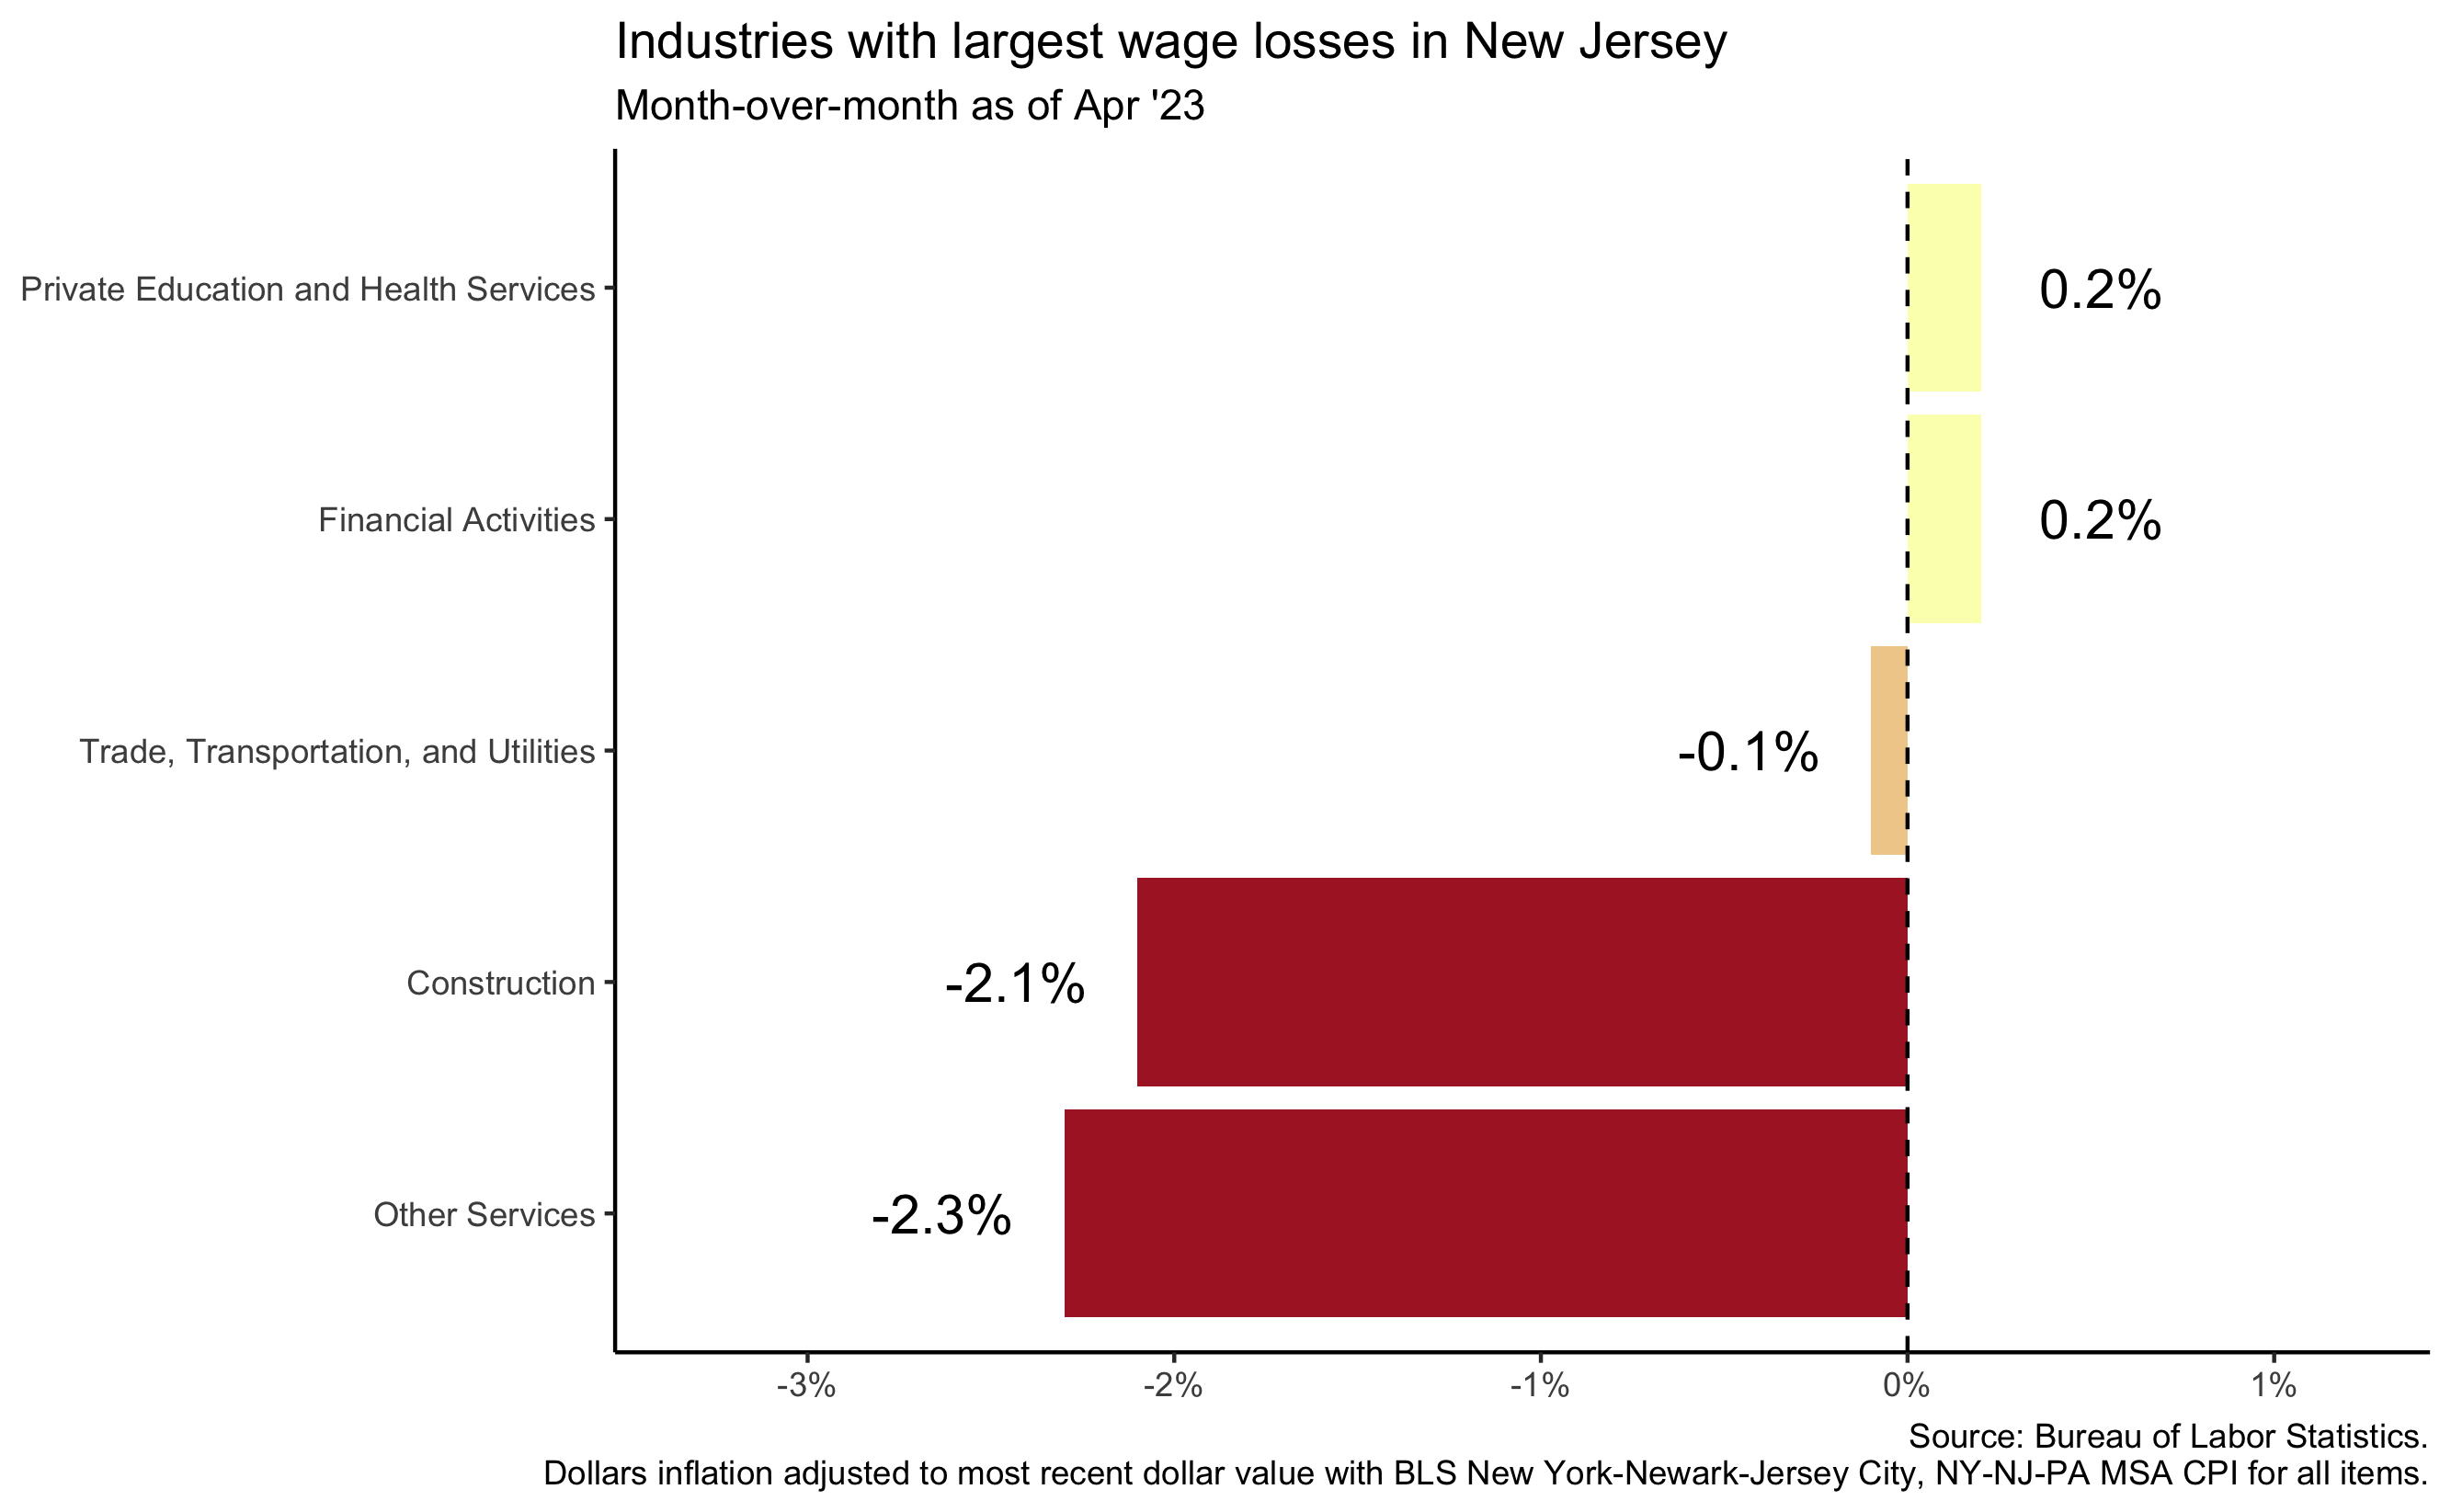 Industries with largest wage losses in New Jersey
Month-over-month as of Apr '23
Private Education and Health Services
0.2%
Financial Activities
0.2%
Trade, Transportation, and Utilities
-0.1%
Construction
-2.1%
Other Services
-2.3%
-3%
-2%
-1%
0%
1%
Source: Bureau of Labor Statistics.
Dollars inflation adjusted to most recent dollar value with BLS New York-Newark-Jersey City, NY-NJ-PA MSA CPI for all items.